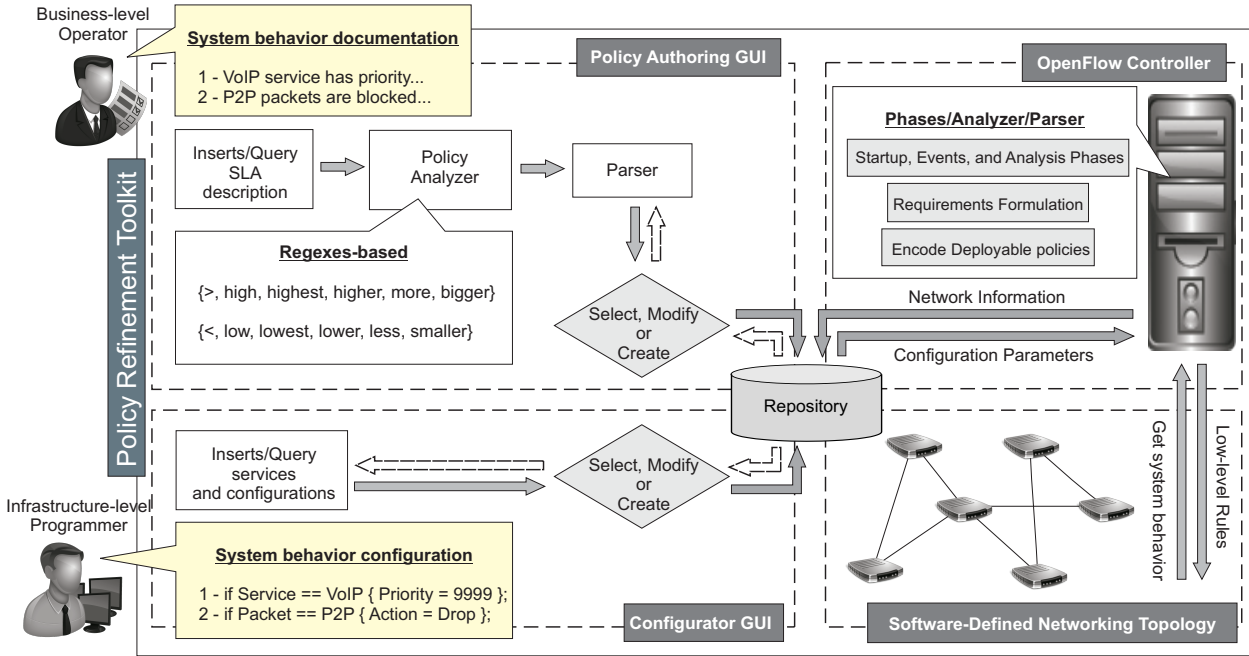 Business-level
Operator
System behavior documentation
1 - VoIP service has priority...
2 - P2P packets are blocked...
Policy Authoring GUI
OpenFlow Controller
Policy Refinement Toolkit
Inserts/Query
SLA
description
Policy
Analyzer
Parser
Regexes-based
{>, high, highest, higher, more, bigger}
{<, low, lowest, lower, less, smaller}
Select, Modify
or
Create
Phases/Analyzer/Parser
Startup, Events, and Analysis Phases
Requirements Formulation
Encode Deployable policies
Network Information
Configuration Parameters
Repository
Infrastructure-level
Programmer
Inserts/Query
services
and configurations
Select, Modify
or
Create
System behavior configuration
1 - if Service == VoIP { Priority = 9999 };
2 - if Packet == P2P { Action = Drop };
Configurator GUI
Get system behavior
Low-level Rules
Software-Defined Networking Topology